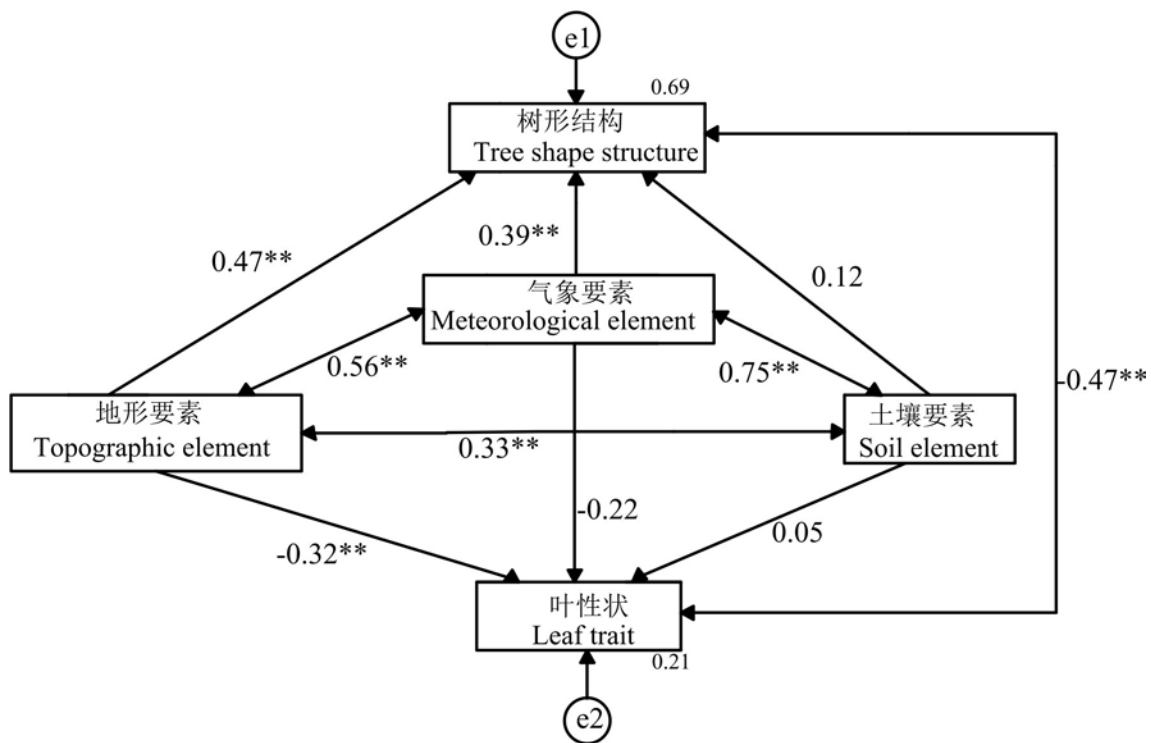 e1
0.69
树形结构
Tree shape structure
0.47**
0.39**
0.12
气象要素
Meteorological element
0.56**
0.75**
-0.47**
地形要素
Topographic element
土壤要素
Soil element
0.33**
-0.22
-0.32**
0.05
叶性状
Leaf trait
0.21
e2